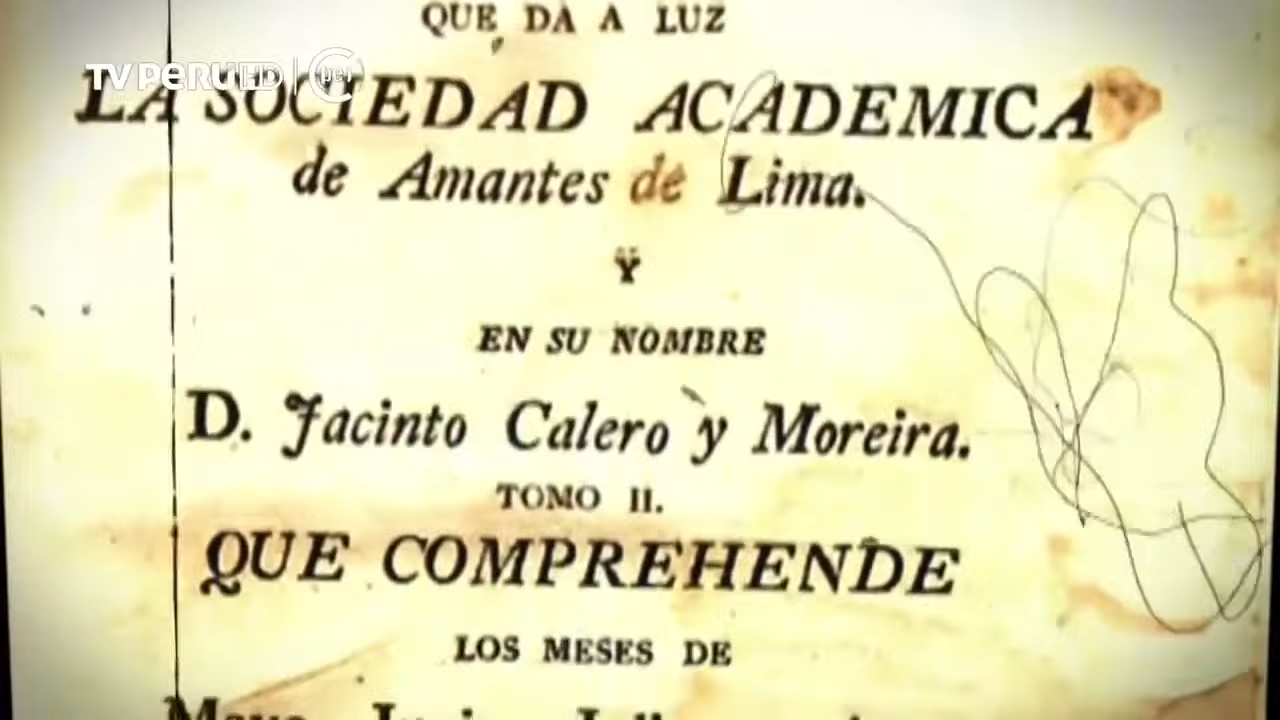 QUE DA A LUZ
TV PERÚ HD
LA SOCIEDAD ACADEMICA
de Amantes de Lima.
Y
EN SU NOMBRE
D. Jacinto Calero y Moreira.
TOMO II.
QUE COMPREHENDE
LOS MESES DE